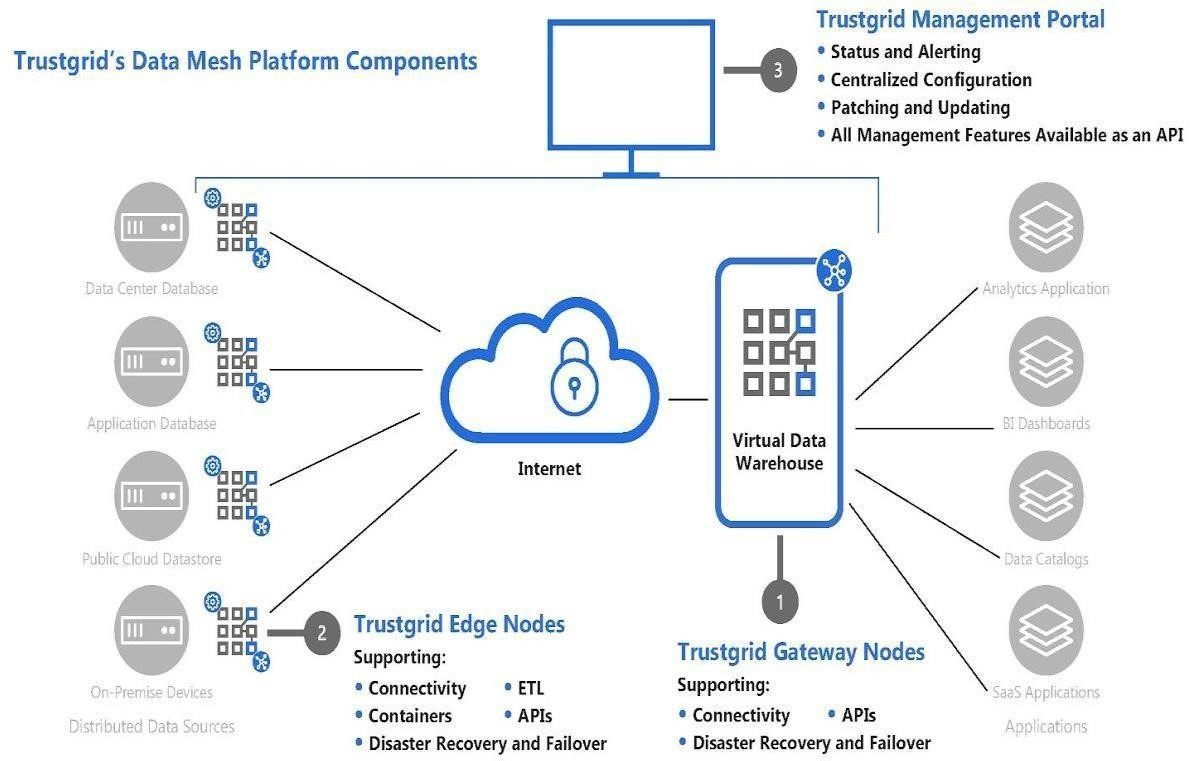 Trustgrid's Data Mesh Platform Components
Trustgrid Management Portal
• Status and Alerting
• Centralized Configuration
• Patching and Updating
• All Management Features Available as an API
3
Data Center Database
Application Database
Public Cloud Datastore
On-Premise Devices
Distributed Data Sources
Internet
Virtual Data
Warehouse
Analytics Application
BI Dashboards
Data Catalogs
SaaS Applications
Applications
2
Trustgrid Edge Nodes
Supporting:
• Connectivity • ETL
• Containers • APIs
• Disaster Recovery and Failover
1
Trustgrid Gateway Nodes
Supporting:
• Connectivity • APIs
• Disaster Recovery and Failover